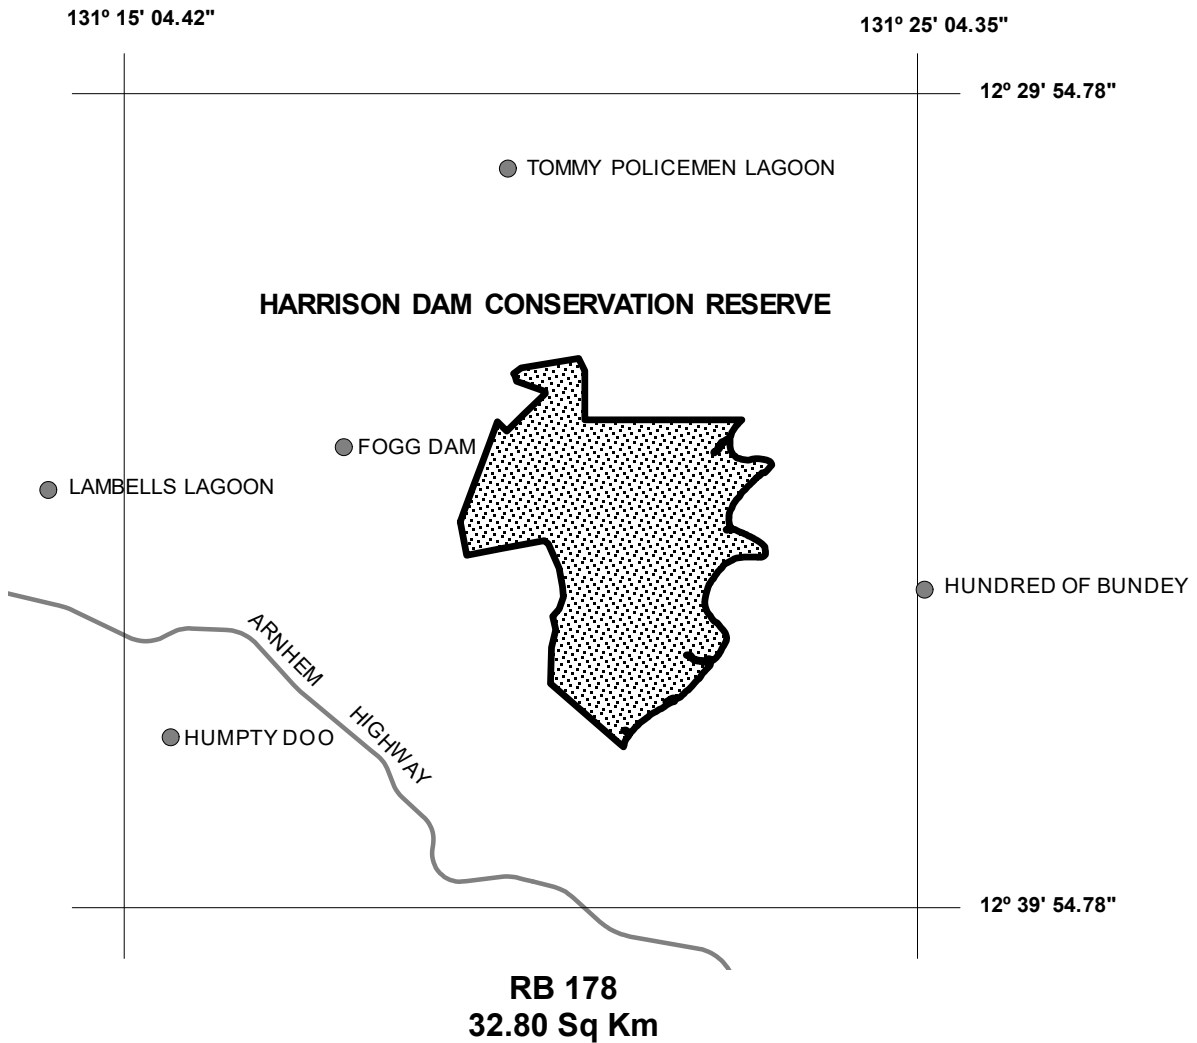 131º 15' 04.42"
131º 25' 04.35"
12º 29' 54.78"
TOMMY POLICEMEN LAGOON
HARRISON DAM CONSERVATION RESERVE
FOGG DAM
LAMBELLS LAGOON
HUNDRED OF BUNDEY
ARNHEM
HIGHWAY
HUMPTY DOO
12º 39' 54.78"
RB 178
32.80 Sq Km